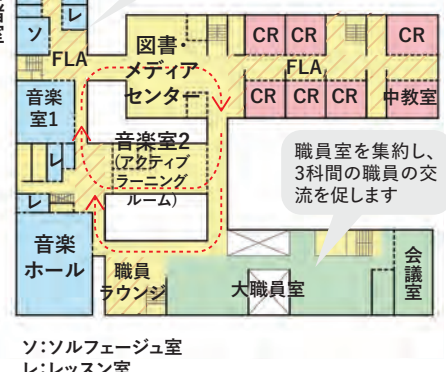 レ
ソ
図書・
メディア
センター
CR CR
CR
FLA
FLA
音楽
室1
CR CR CR
中教室
音楽室2
(アクティブ
ラーニング
ルーム)
レ
職員室を集約し、
3科間の職員の交
流を促します
レ
音楽
ホール
職員
ラウンジ
大職員室
会議室
ソ:ソルフェージュ室
レ:レッスン室